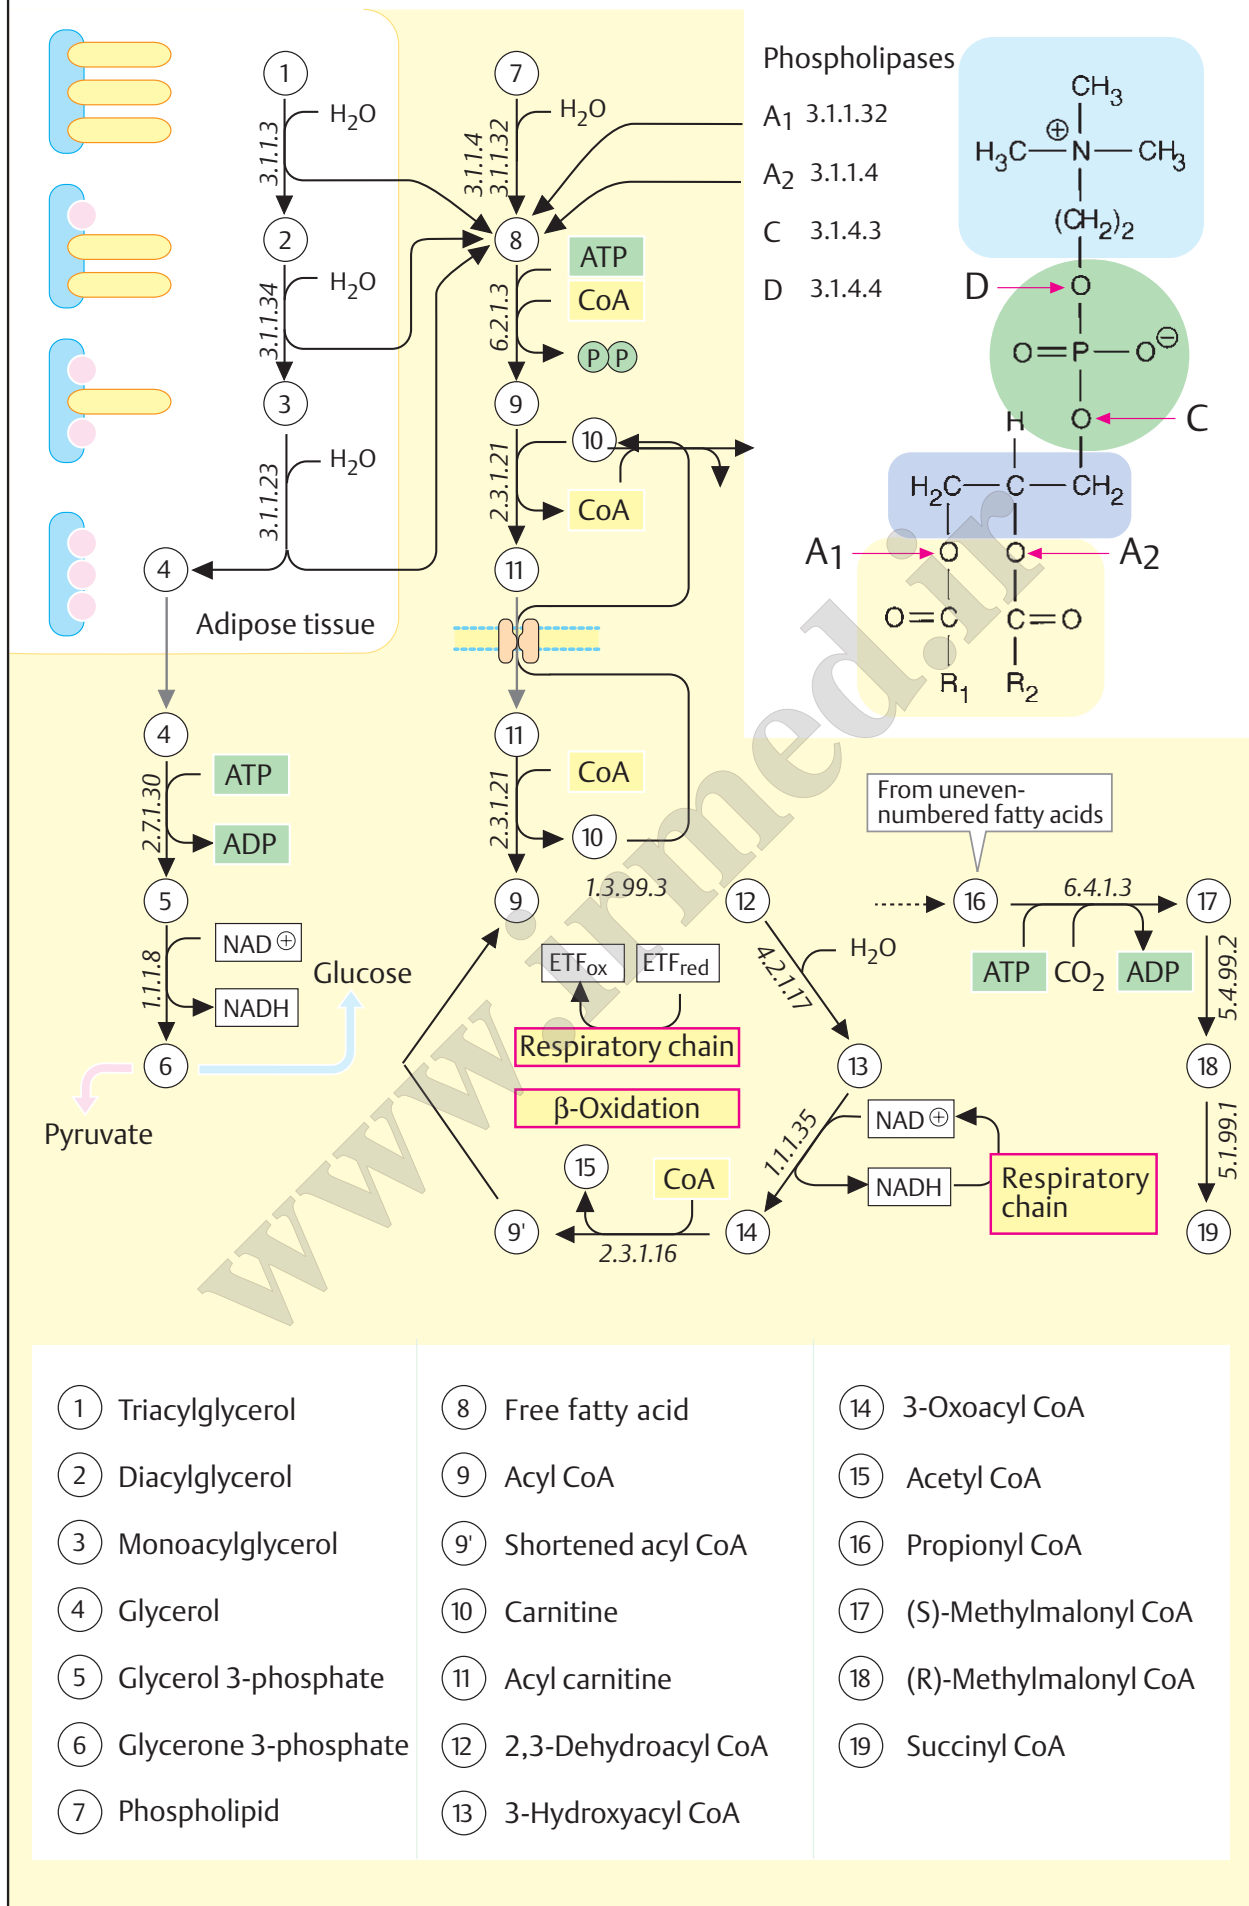 1
H2O
3.1.1.3
2
H2O
3.1.1.34
3
H2O
3.1.1.23
4
Adipose tissue
4
2.7.1.30
ATP
ADP
5
1.1.1.8
NAD ⊕
NADH
Glucose
6
Pyruvate
7
H2O
3.1.1.4
3.1.1.32
8
ATP
CoA
6.2.1.3
P P
9
10
2.3.1.21
CoA
11
11
CoA
2.3.1.21
10
9
1.3.99.3
12
ETFox
ETFred
Respiratory chain
β-Oxidation
4.2.1.17
H2O
13
1.1.1.35
NAD ⊕
NADH
Respiratory
chain
14
2.3.1.16
CoA
15
9'
From uneven-
numbered fatty acids
16
6.4.1.3
17
ATP
CO2
ADP
5.4.99.2
18
5.1.99.1
19
Phospholipases
A1 3.1.1.32
A2 3.1.1.4
C 3.1.4.3
D 3.1.4.4
CH3
⊕
H3C N CH3
(CH2)2
D O
O=P—O⊖
O C
H
H2C—C—CH2
A1 O O A2
O=C C=O
R1 R2
www.irmed.ir
1 Triacylglycerol
2 Diacylglycerol
3 Monoacylglycerol
4 Glycerol
5 Glycerol 3-phosphate
6 Glycerone 3-phosphate
7 Phospholipid
8 Free fatty acid
9 Acyl CoA
9' Shortened acyl CoA
10 Carnitine
11 Acyl carnitine
12 2,3-Dehydroacyl CoA
13 3-Hydroxyacyl CoA
14 3-Oxoacyl CoA
15 Acetyl CoA
16 Propionyl CoA
17 (S)-Methylmalonyl CoA
18 (R)-Methylmalonyl CoA
19 Succinyl CoA